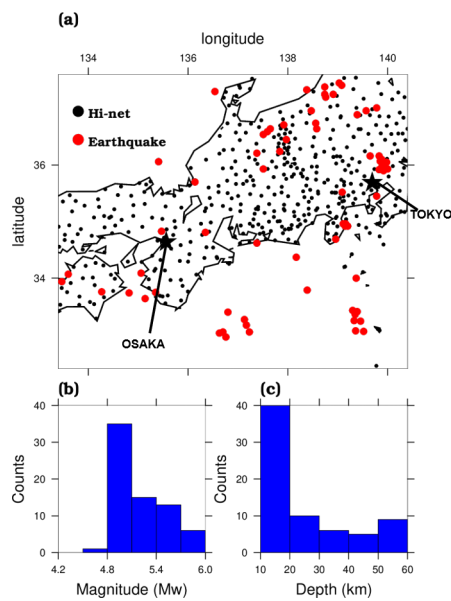 (a)
longitude
134 136 138 140
Hi-net
Earthquake
36
34
latitude
TOKYO
OSAKA
(b) (c)
40 40
30 30
20 20
10 10
0 0
Counts Counts
4.2 4.8 5.4 6.0 10 20 30 40 50 60
Magnitude (Mw) Depth (km)